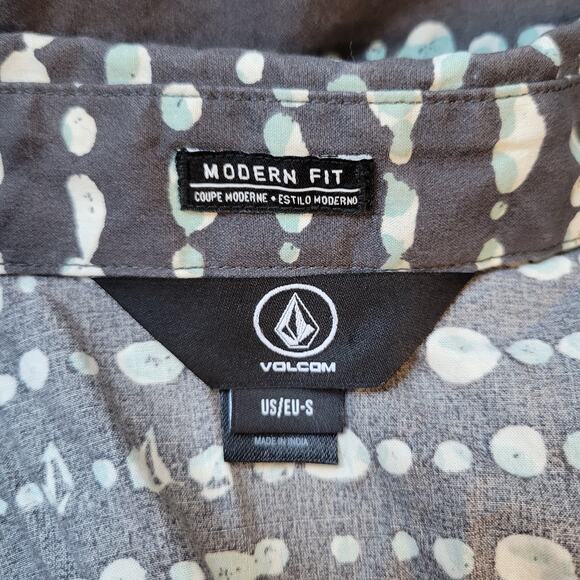 MODERN FIT
COUPE MODERNE • ESTILO MODERNO
VOLCOM
US/EU-S
MADE IN INDIA